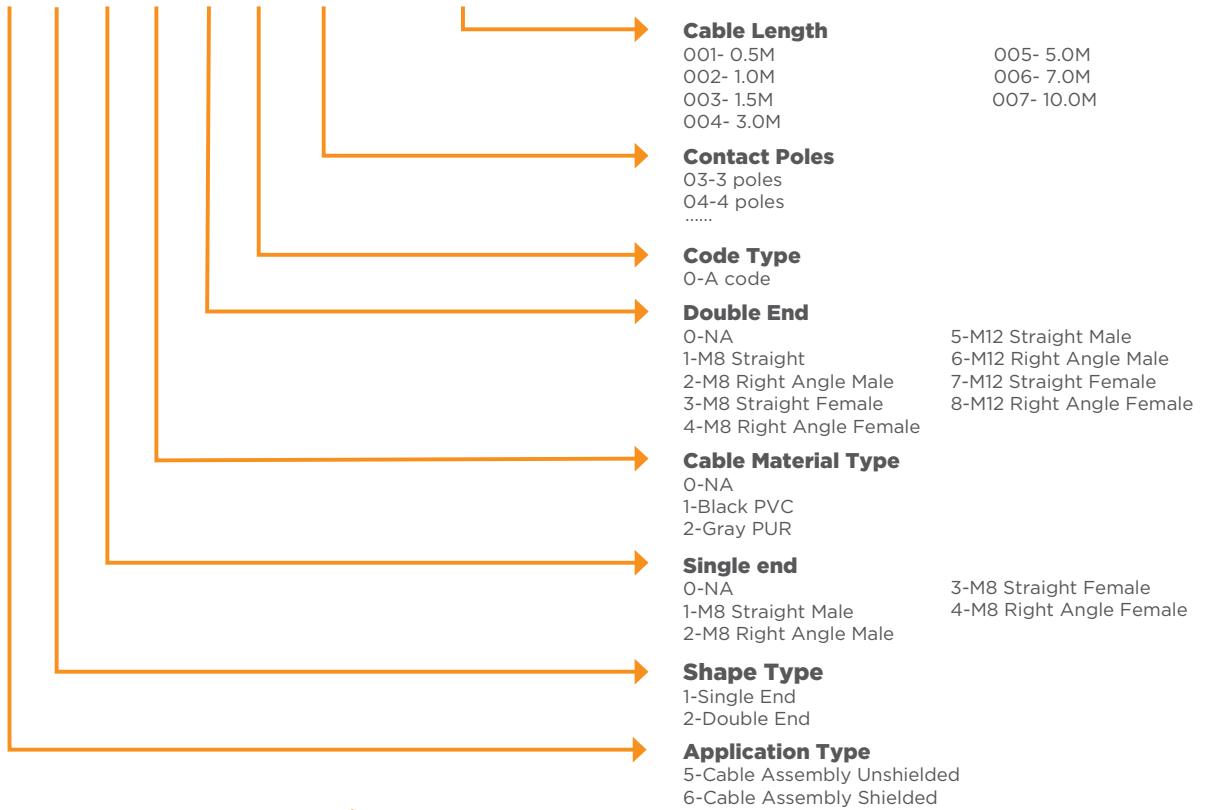 Cable Length
001- 0.5M
002- 1.0M
003- 1.5M
004- 3.0M
005- 5.0M
006- 7.0M
007- 10.0M
Contact Poles
03-3 poles
04-4 poles
......
Code Type
0-A code
Double End
0-NA
1-M8 Straight
2-M8 Right Angle Male
3-M8 Straight Female
4-M8 Right Angle Female
5-M12 Straight Male
6-M12 Right Angle Male
7-M12 Straight Female
8-M12 Right Angle Female
Cable Material Type
0-NA
1-Black PVC
2-Gray PUR
Single end
0-NA
1-M8 Straight Male
2-M8 Right Angle Male
3-M8 Straight Female
4-M8 Right Angle Female
Shape Type
1-Single End
2-Double End
Application Type
5-Cable Assembly Unshielded
6-Cable Assembly Shielded